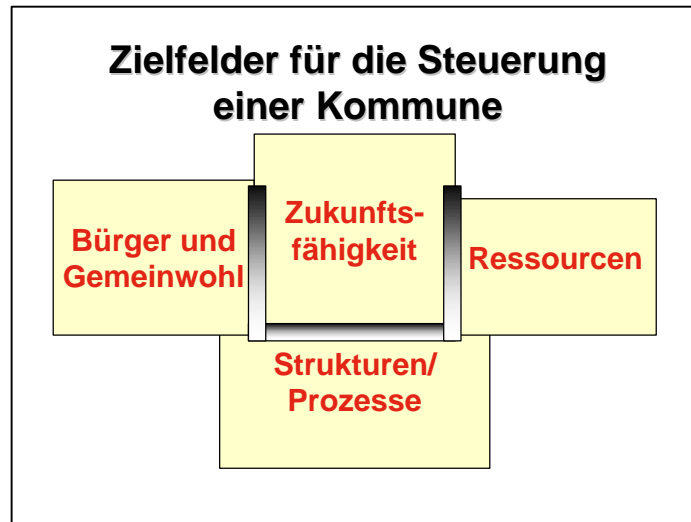 Zielfelder für die Steuerung
einer Kommune
Bürger und
Gemeinwohl
Zukunfts-
fähigkeit
Ressourcen
Strukturen/
Prozesse